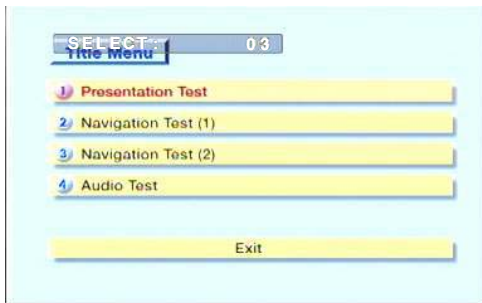 SELECT: 03
Title Menu
1 Presentation Test
2 Navigation Test (1)
3 Navigation Test (2)
4 Audio Test
Exit